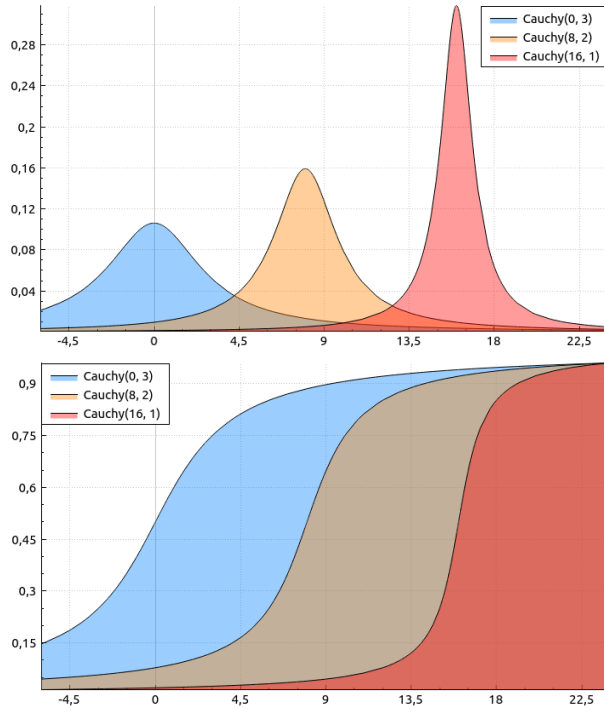 0,28
0,24
0,2
0,16
0,12
0,08
0,04
Cauchy(0, 3)
Cauchy(8, 2)
Cauchy(16, 1)
-4,5 0 4,5 9 13,5 18 22,5
Cauchy(0, 3)
Cauchy(8, 2)
Cauchy(16, 1)
0,9
0,75
0,6
0,45
0,3
0,15
-4,5 0 4,5 9 13,5 18 22,5